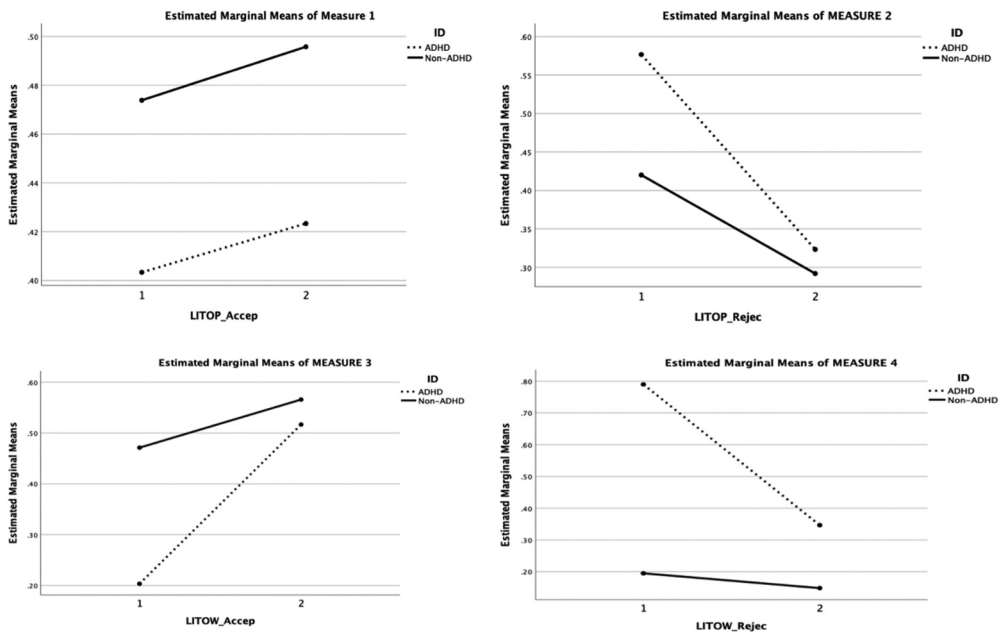 Estimated Marginal Means of Measure 1
ID
ADHD
Non-ADHD
Estimated Marginal Means
.50
.48
.46
.44
.42
.40
1 2
LITOP_Accep
Estimated Marginal Means of MEASURE 2
ID
ADHD
Non-ADHD
Estimated Marginal Means
.60
.55
.50
.45
.40
.35
.30
1 2
LITOP_Rejec
Estimated Marginal Means of MEASURE 3
ID
ADHD
Non-ADHD
Estimated Marginal Means
.60
.50
.40
.30
.20
1 2
LITOW_Accep
Estimated Marginal Means of MEASURE 4
ID
ADHD
Non-ADHD
Estimated Marginal Means
.80
.70
.60
.50
.40
.30
.20
1 2
LITOW_Rejec